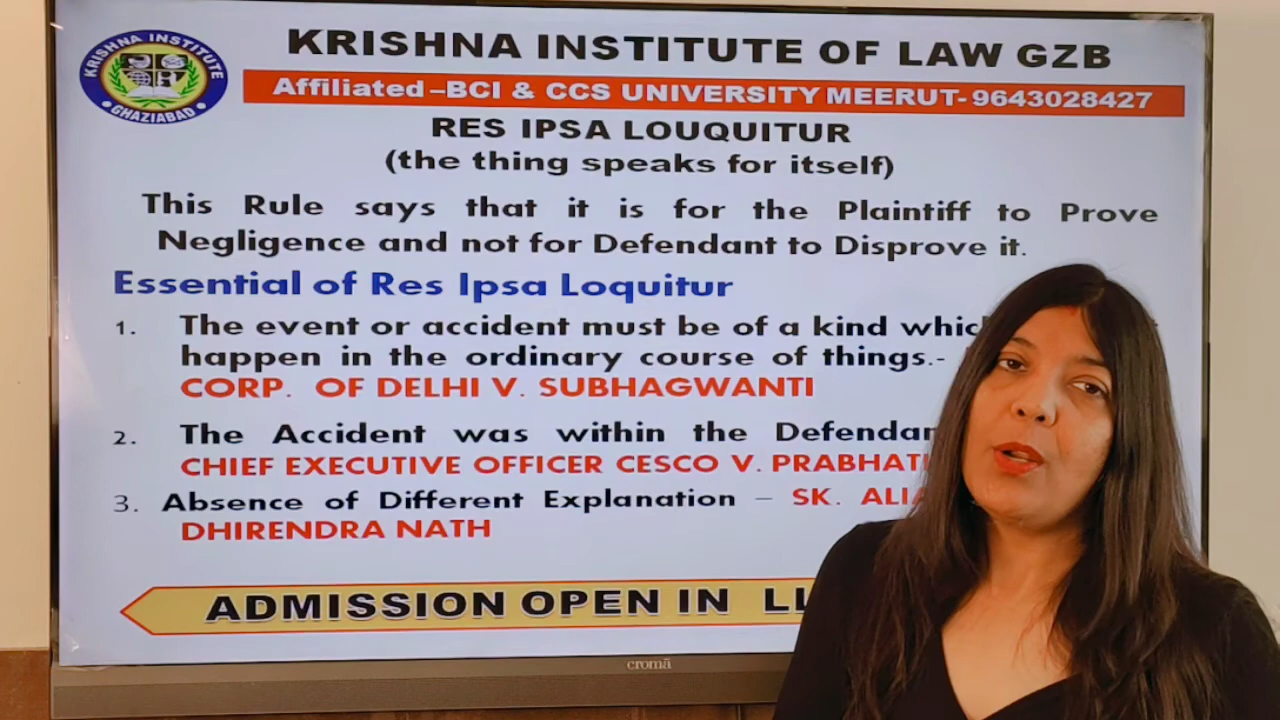 KRISHNA INSTITUTE
GHAZIABAD
KRISHNA INSTITUTE OF LAW GZB
Affiliated –BCI & CCS UNIVERSITY MEERUT- 9643028427
RES IPSA LOUQUITUR
(the thing speaks for itself)
This Rule says that it is for the Plaintiff to Prove
Negligence and not for Defendant to Disprove it.
Essential of Res Ipsa Loquitur
1. The event or accident must be of a kind whic
happen in the ordinary course of things.-
CORP. OF DELHI V. SUBHAGWANTI
2. The Accident was within the Defendan
CHIEF EXECUTIVE OFFICER CESCO V. PRABHATI
3. Absence of Different Explanation – SK. ALI
DHIRENDRA NATH
ADMISSION OPEN IN LL
cromā